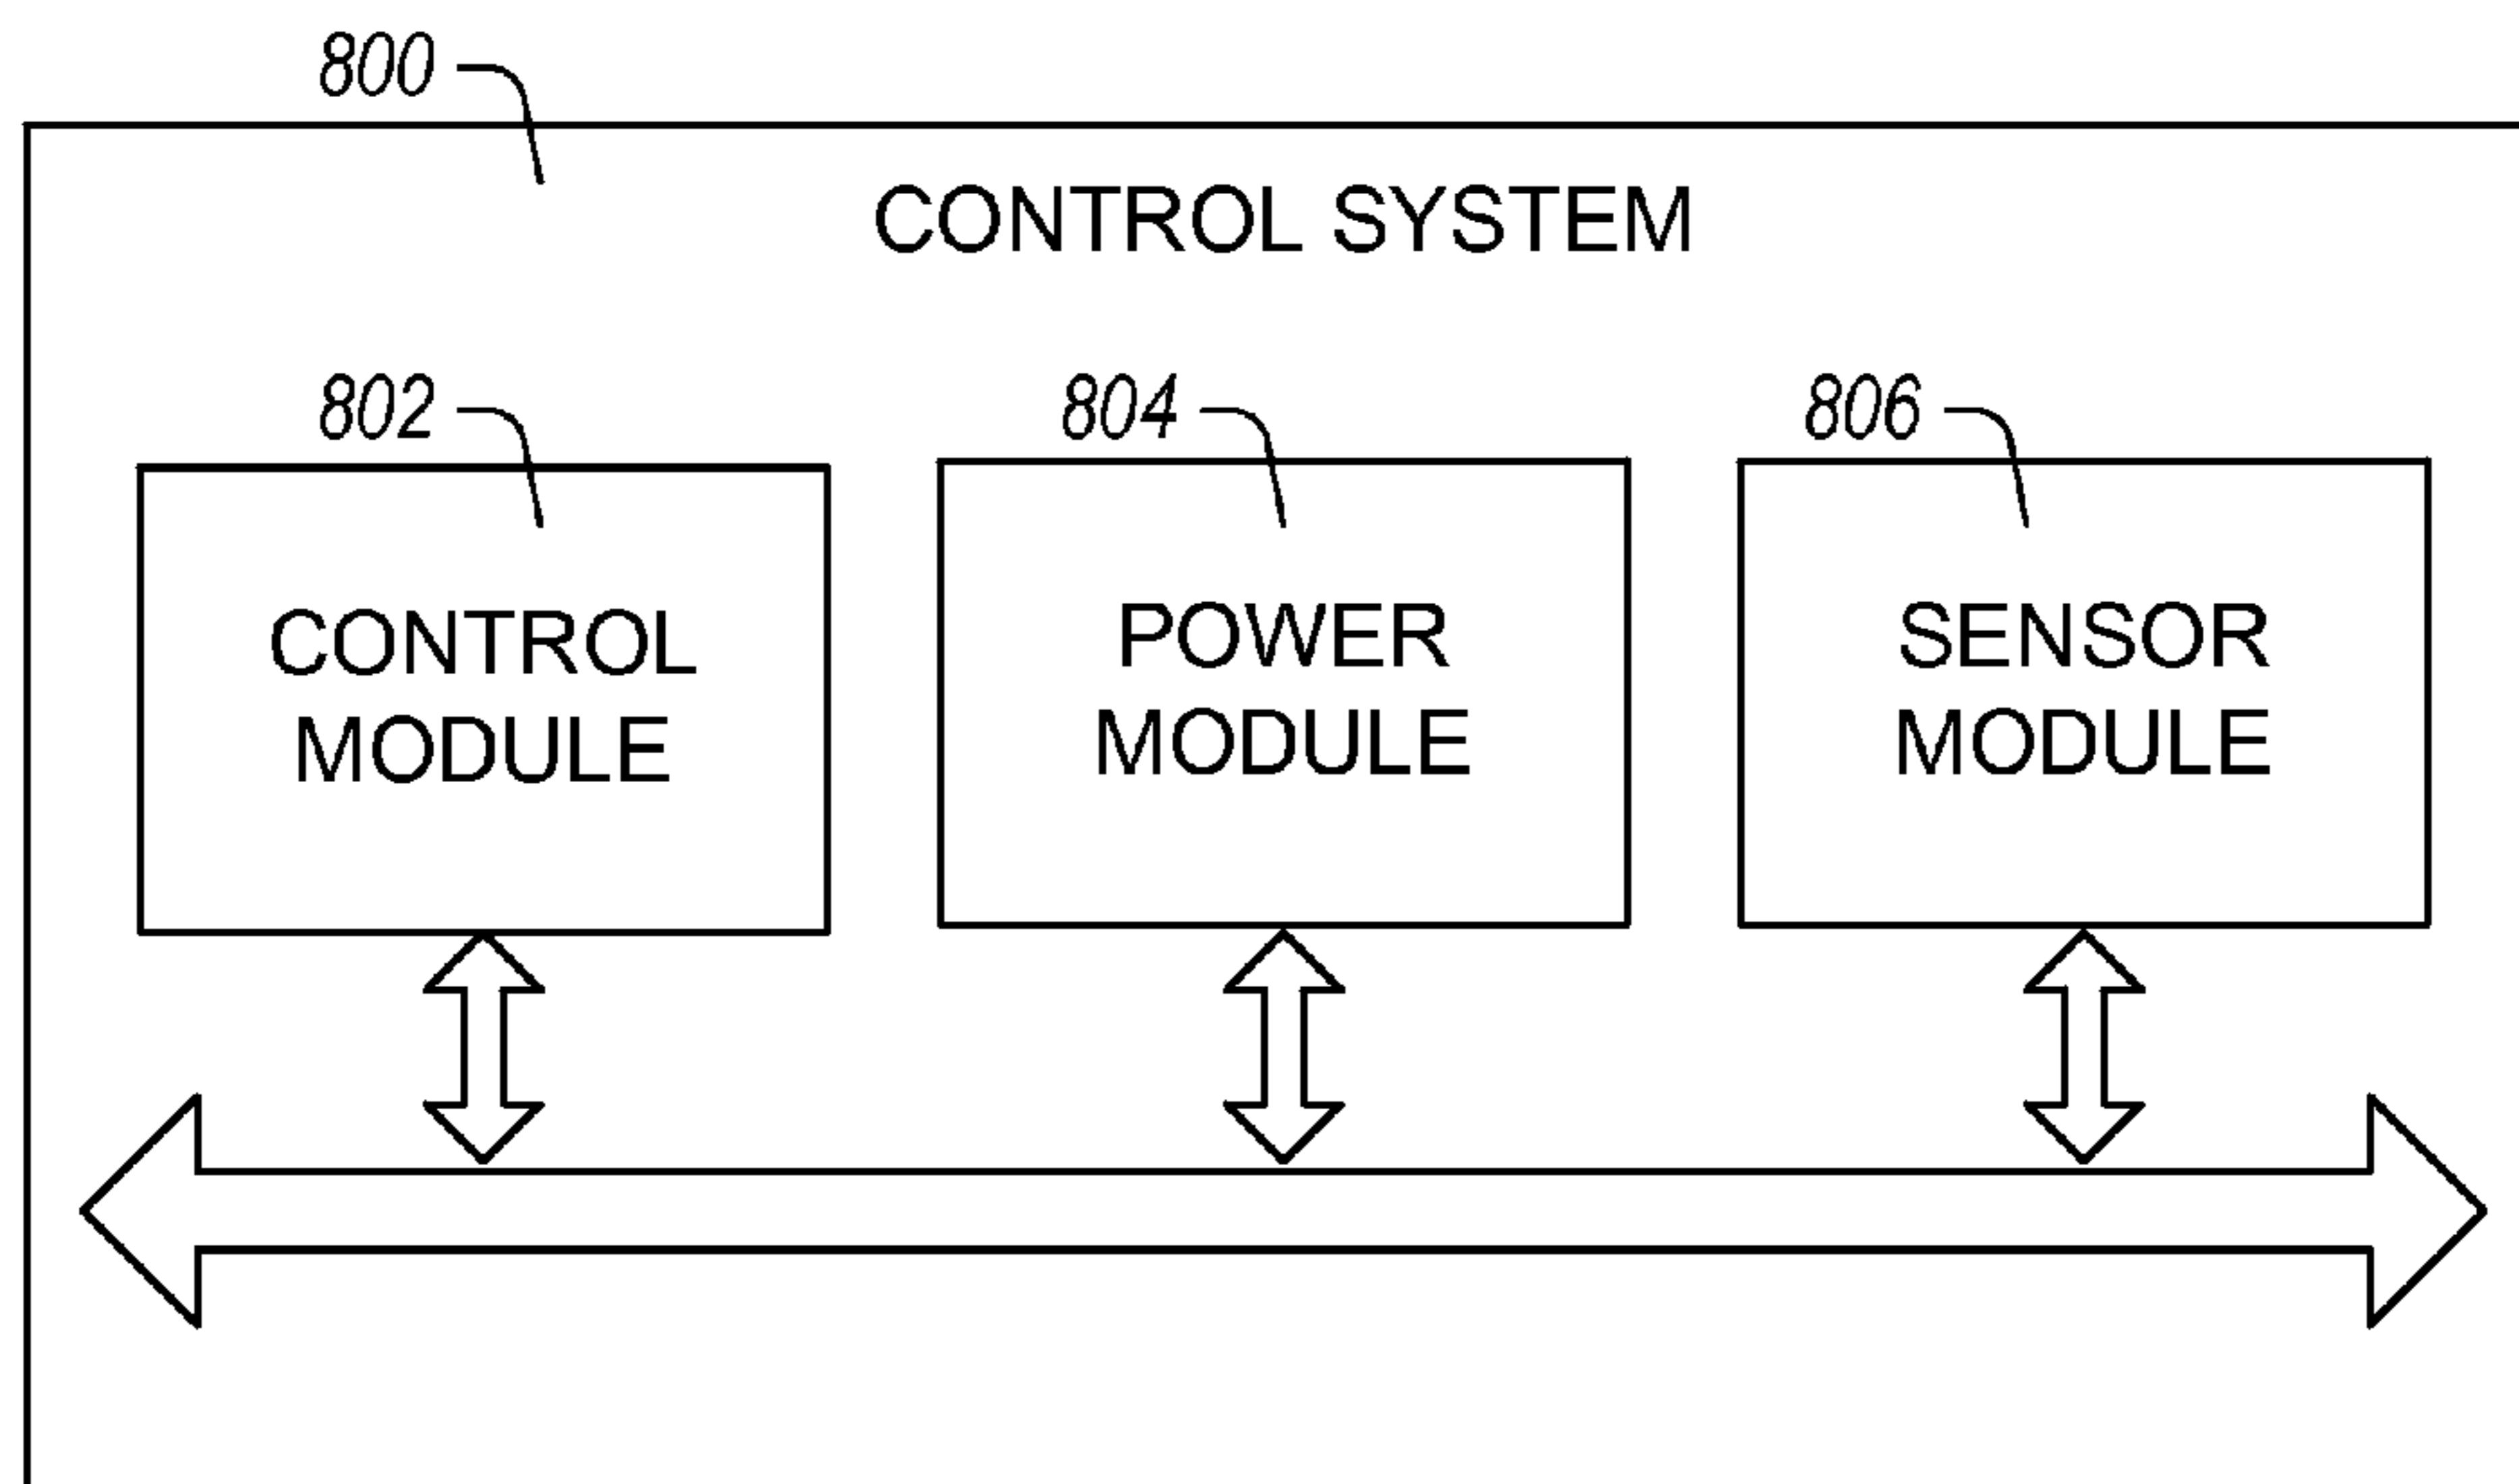 800
CONTROL SYSTEM
802
804
806
CONTROL
MODULE
POWER
MODULE
SENSOR
MODULE